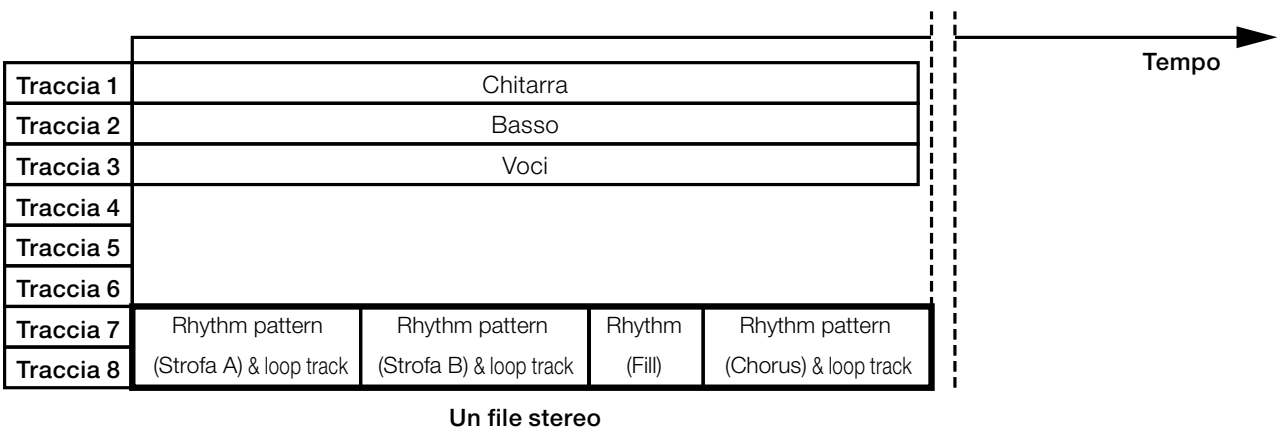 Tempo
Traccia 1 Chitarra
Traccia 2 Basso
Traccia 3 Voci
Traccia 4
Traccia 5
Traccia 6
Traccia 7 Rhythm pattern Rhythm pattern Rhythm Rhythm pattern
Traccia 8 (Strofa A) & loop track (Strofa B) & loop track (Fill) (Chorus) & loop track
Un file stereo